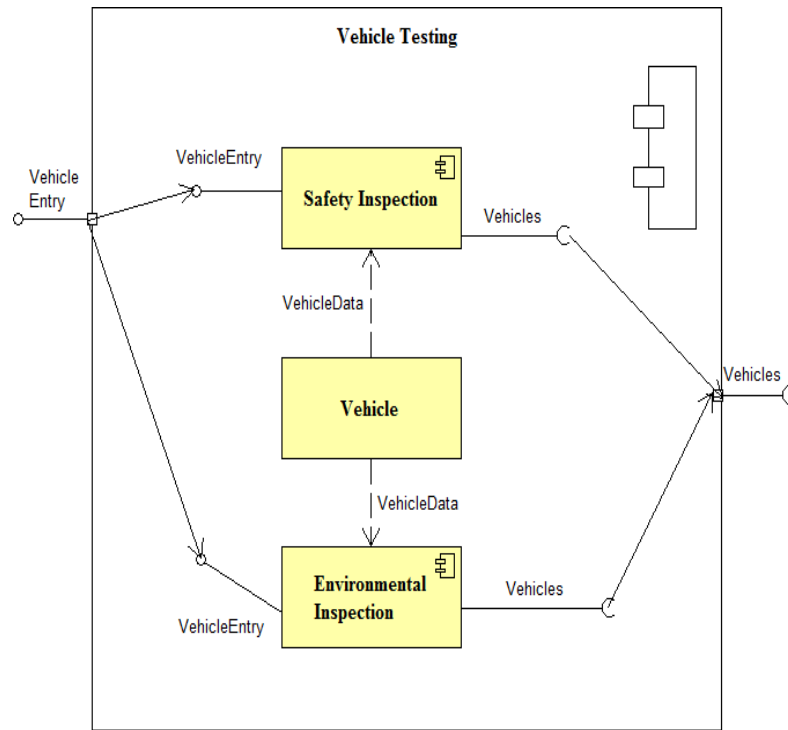 Vehicle Testing
VehicleEntry
Vehicle
Entry
Safety Inspection
Vehicles
VehicleData
Vehicle
Vehicles
VehicleData
Environmental
Inspection
Vehicles
VehicleEntry